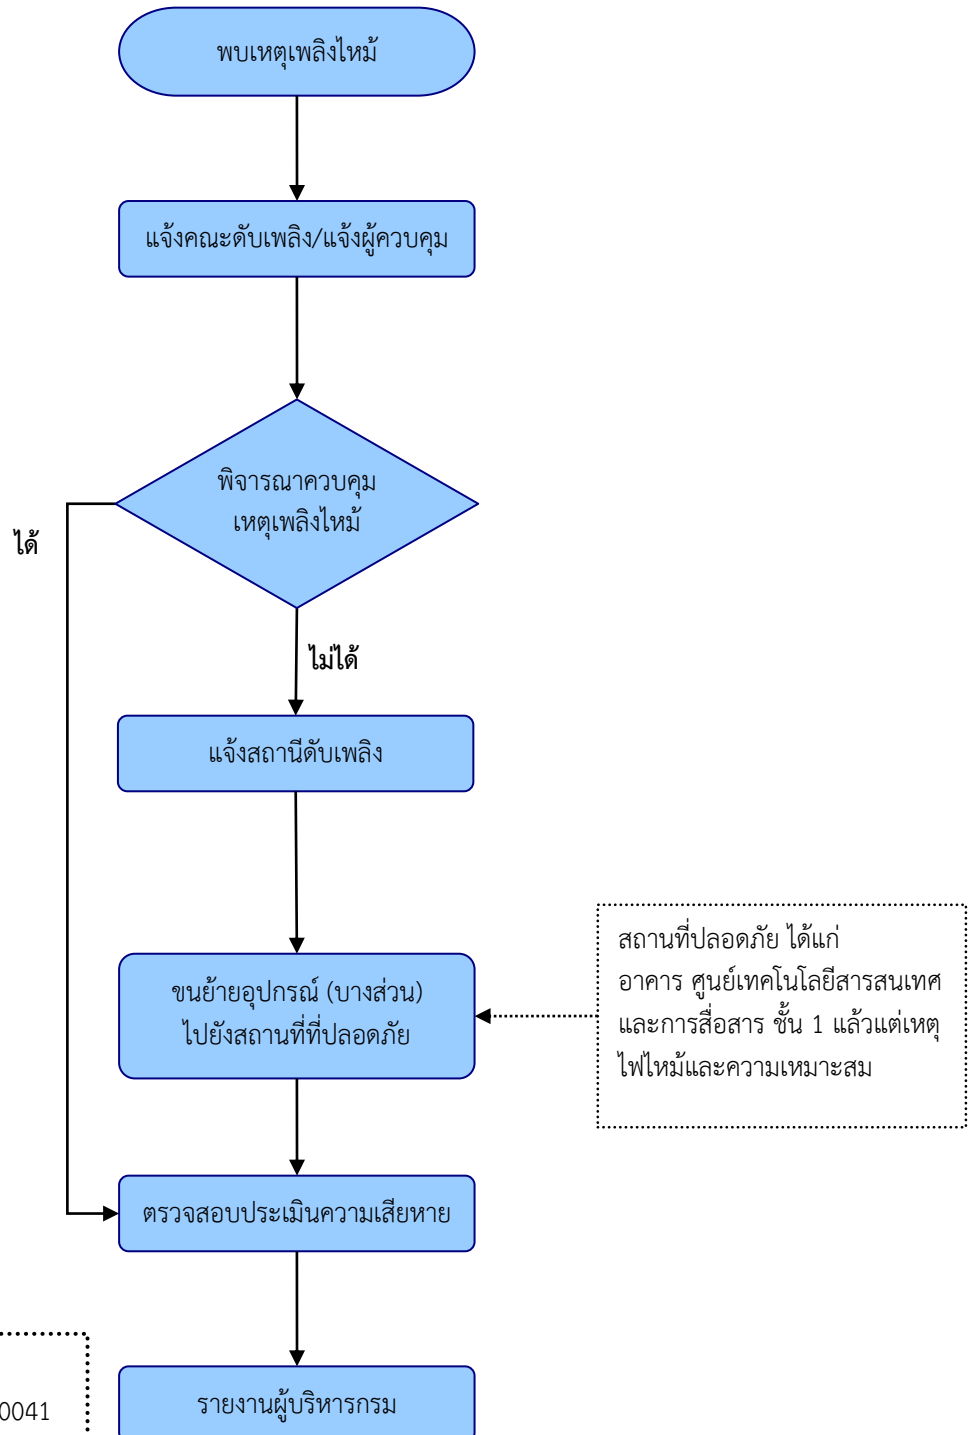 พบเหตุเพลิงไหม้
แจ้งคณะดับเพลิง/แจ้งผู้ควบคุม
พิจารณาควบคุม
เหตุเพลิงไหม้
ได้
ไม่ได้
แจ้งสถานีดับเพลิง
ขนย้ายอุปกรณ์ (บางส่วน)
ไปยังสถานที่ที่ปลอดภัย
สถานที่ปลอดภัย ได้แก่
อาคาร ศูนย์เทคโนโลยีสารสนเทศ
และการสื่อสาร ชั้น 1 แล้วแต่เหตุ
ไฟไหม้และความเหมาะสม
ตรวจสอบประเมินความเสียหาย
รายงานผู้บริหารกรม
0041